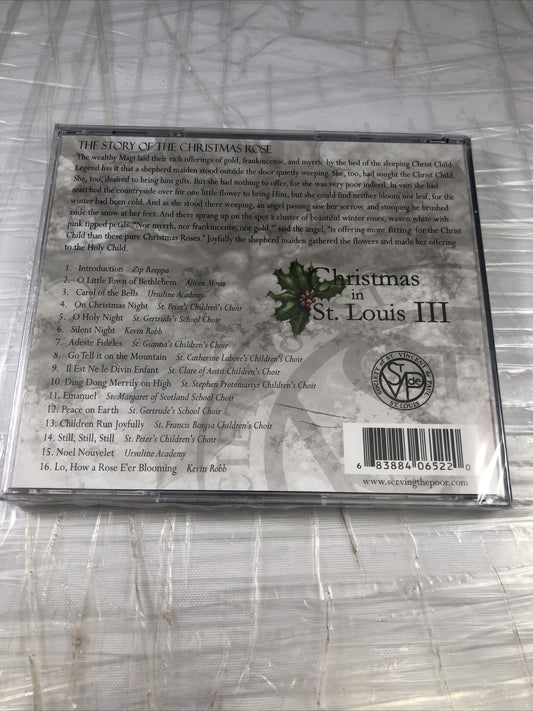 THE STORY OF THE CHRISTMAS ROSE
The wealthy Magi laid their rich offerings of gold, frankincense, and myrrh by the bed of the sleeping Christ Child.
Legend has it that a shepherd maiden stood outside the door quietly weeping. She, too, had sought the Christ Child.
She, too, desired to bring him gifts. But she had nothing to offer, for she was very poor indeed. In vain she had
searched the countryside over for one little flower to bring Him, but she could find neither bloom nor leaf, for the
winter had been cold. And as she stood there weeping, an angel passing saw her sorrow, and stooping he brushed
aside the snow at her feet. And there sprang up on the spot a cluster of beautiful winter roses, waxen white with
pink tipped petals. "Nor myrrh, nor frankincense, nor gold," said the angel, "is offering more fitting for the Christ
Child than these pure Christmas Roses." Joyfully the shepherd maiden gathered the flowers and made her offering
to the Holy Child.
1. Introduction Zip Rzeppa
2. O Little Town of Bethlehem Aileen Moser
3. Carol of the Bells Ursuline Academy
4. On Christmas Night St. Peter's Children's Choir
5. O Holy Night St. Gertrude's School Choir
6. Silent Night Kevin Robb
7. Adeste Fideles St. Gianna's Children's Choir
8. Go Tell it on the Mountain St. Catherine Labore's Children's Choir
9. Il Est Ne le Divin Enfant St. Clare of Assisi Children's Choir
10. Ding Dong Merrily on High St. Stephen Protomartyr Children's Choir
11. Emanuel St. Margaret of Scotland School Choir
12. Peace on Earth St. Gertrude's School Choir
13. Children Run Joyfully St. Francis Borgia Children's Choir
14. Still, Still, Still St. Peter's Children's Choir
15. Noel Nouvelet Ursuline Academy
16. Lo, How a Rose E'er Blooming Kevin Robb
Christmas
in
St. Louis III
SOCIETY of ST. VINCENT de PAUL
ST. LOUIS
6 83884 06522 0
www.servingthepoor.com